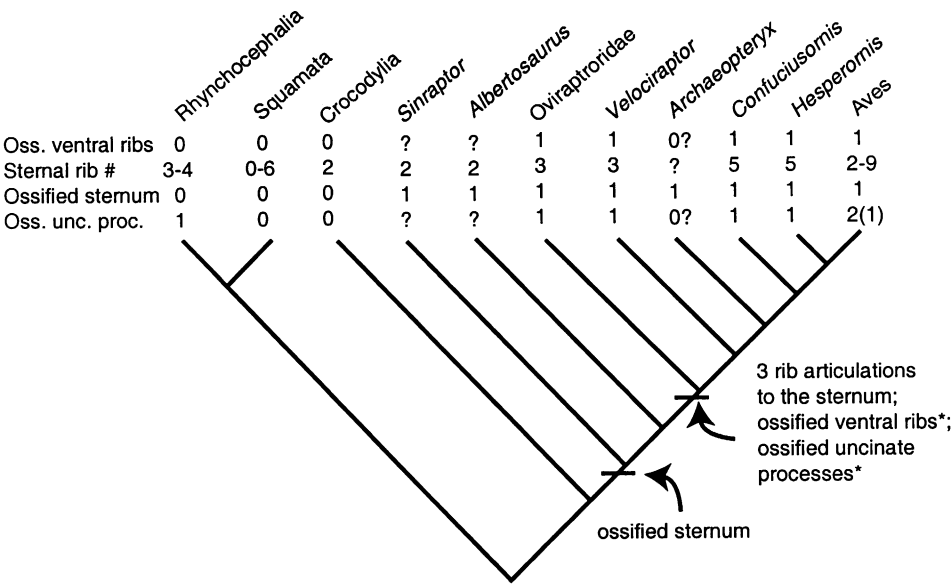 Rhynchocephalia Squamata Crocodylia Sinraptor Albertosaurus Oviraptroridae Velociraptor Archaeopteryx Confuciusornis Hesperornis Aves
Oss. ventral ribs 0 0 0 ? ? 1 1 0? 1 1 1
Sternal rib # 3-4 0-6 2 2 2 3 3 ? 5 5 2-9
Ossified sternum 0 0 0 1 1 1 1 1 1 1 1
Oss. unc. proc. 1 0 0 ? ? 1 1 0? 1 1 2(1)
3 rib articulations
to the sternum;
ossified ventral ribs*;
ossified uncinate
processes*
ossified sternum